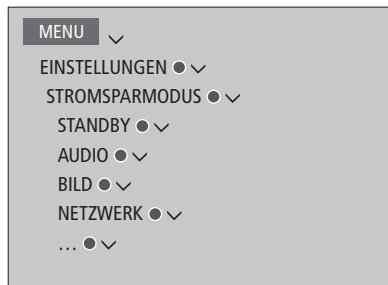 MENU
EINSTELLUNGEN
STROMSPARMODUS
STANDBY
AUDIO
BILD
NETZWERK
…